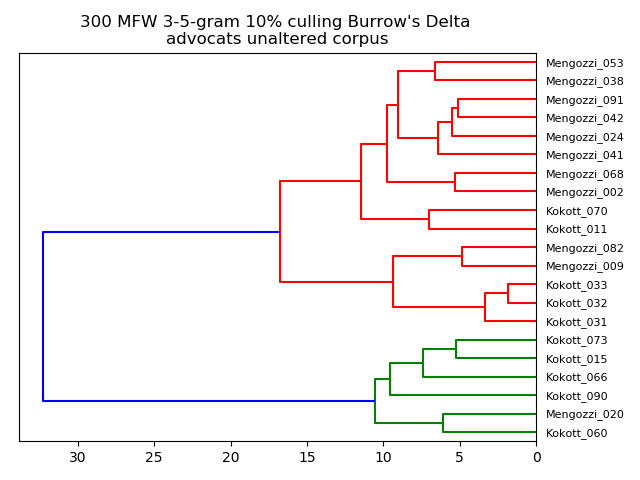 300 MFW 3-5-gram 10% culling Burrow's Delta
advocats unaltered corpus
Mengozzi_053
Mengozzi_038
Mengozzi_091
Mengozzi_042
Mengozzi_024
Mengozzi_041
Mengozzi_068
Mengozzi_002
Kokott_070
Kokott_011
Mengozzi_082
Mengozzi_009
Kokott_033
Kokott_032
Kokott_031
Kokott_073
Kokott_015
Kokott_066
Kokott_090
Mengozzi_020
Kokott_060
30 25 20 15 10 5 0